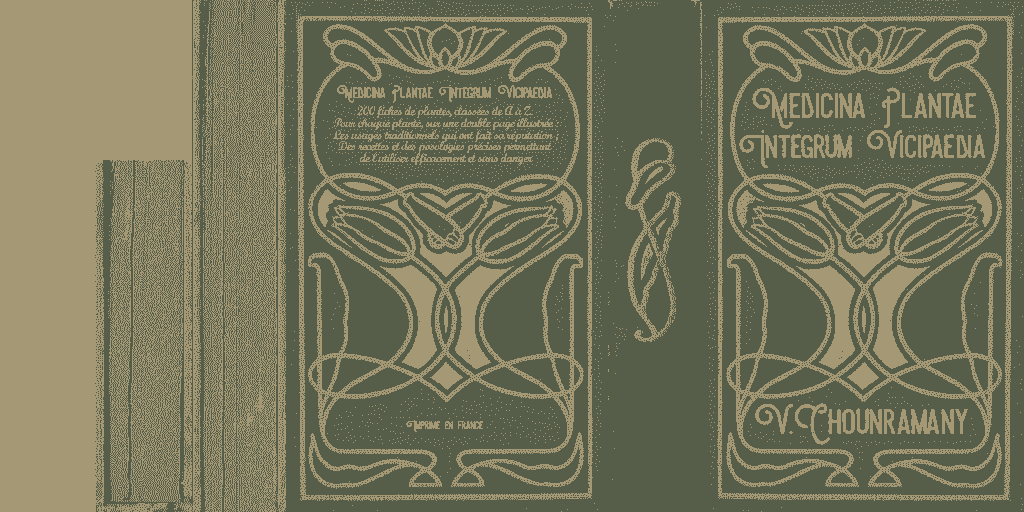 Medicina Plantae Integrum Vicipaedia
200 fiches de plantes, classées de A à Z.
Pour chaque plante, sur une double page illustrée :
Les usages traditionnels qui ont fait sa réputation ;
Des recettes et des posologies précises permettant
de l'utiliser efficacement et sans danger
Imprime en France
Medicina Plantae
Integrum Vicipaedia
V. Chounramany